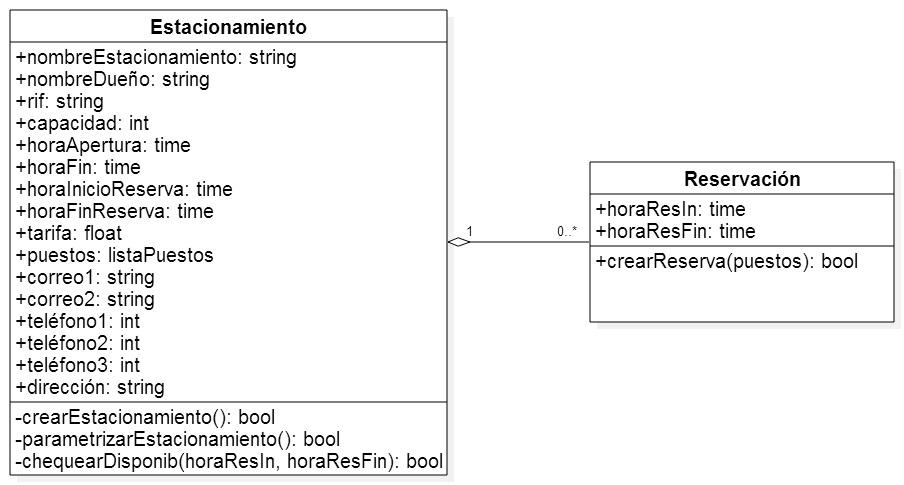 Estacionamiento
+nombreEstacionamiento: string
+nombreDueño: string
+rif: string
+capacidad: int
+horaApertura: time
+horaFin: time
+horaInicioReserva: time
+horaFinReserva: time
+tarifa: float
+puestos: listaPuestos
+correo1: string
+correo2: string
+teléfono1: int
+teléfono2: int
+teléfono3: int
+dirección: string
-crearEstacionamiento(): bool
-parametrizarEstacionamiento(): bool
-chequearDisponib(horaResIn, horaResFin): bool
1
0..*
Reservación
+horaResIn: time
+horaResFin: time
+crearReserva(puestos): bool